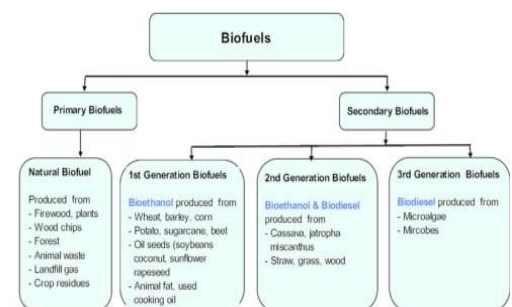 Biofuels
Primary Biofuels
Secondary Biofuels
Natural Biofuel
Produced from
- Firewood, plants
- Wood chips
- Forest
- Animal waste
- Landfill gas
- Crop residues
1st Generation Biofuels
Bioethanol produced from
- Wheat, barley, corn
- Potato, sugarcane, beet
- Oil seeds (soybeans
coconut, sunflower
rapeseed
- Animal fat, used
cooking oil
2nd Generation Biofuels
Bioethanol & Biodiesel
produced from
- Cassava, jatropha
miscanthus
- Straw, grass, wood
3rd Generation Biofuels
Biodiesel produced from
- Microalgae
- Mircobes